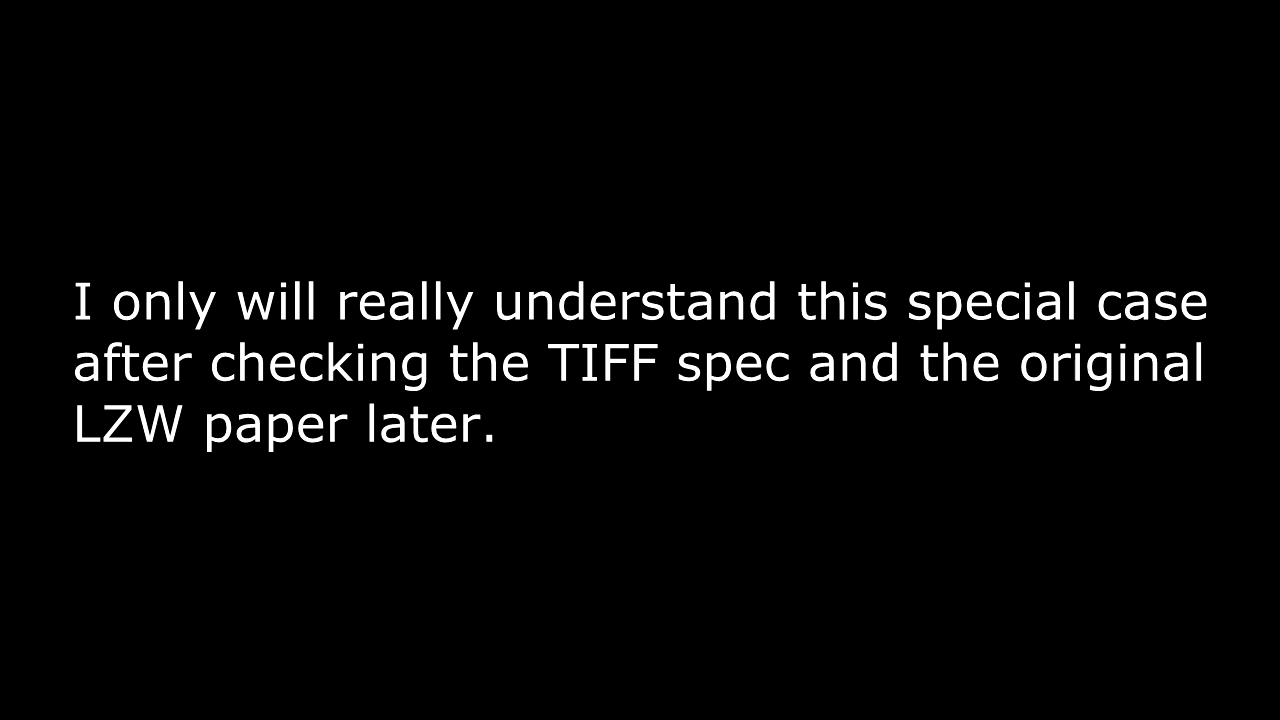 I only will really understand this special case
after checking the TIFF spec and the original
LZW paper later.